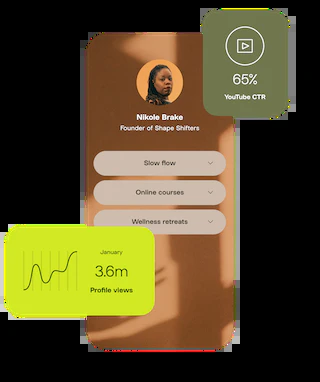 65%
YouTube CTR
Nikole Brake
Founder of Shape Shifters
Slow flow
Online courses
Wellness retreats
January
3.6m
Profile views